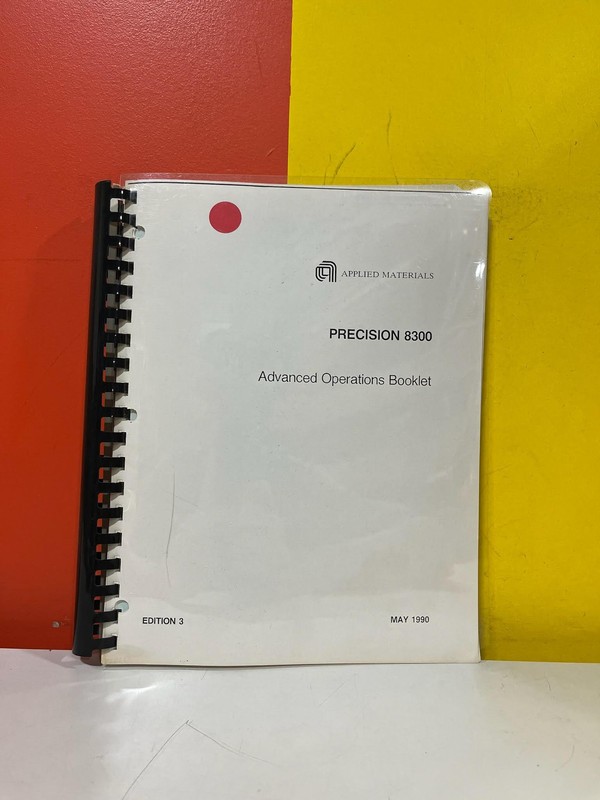 APPLIED MATERIALS
PRECISION 8300
Advanced Operations Booklet
EDITION 3 MAY 1990